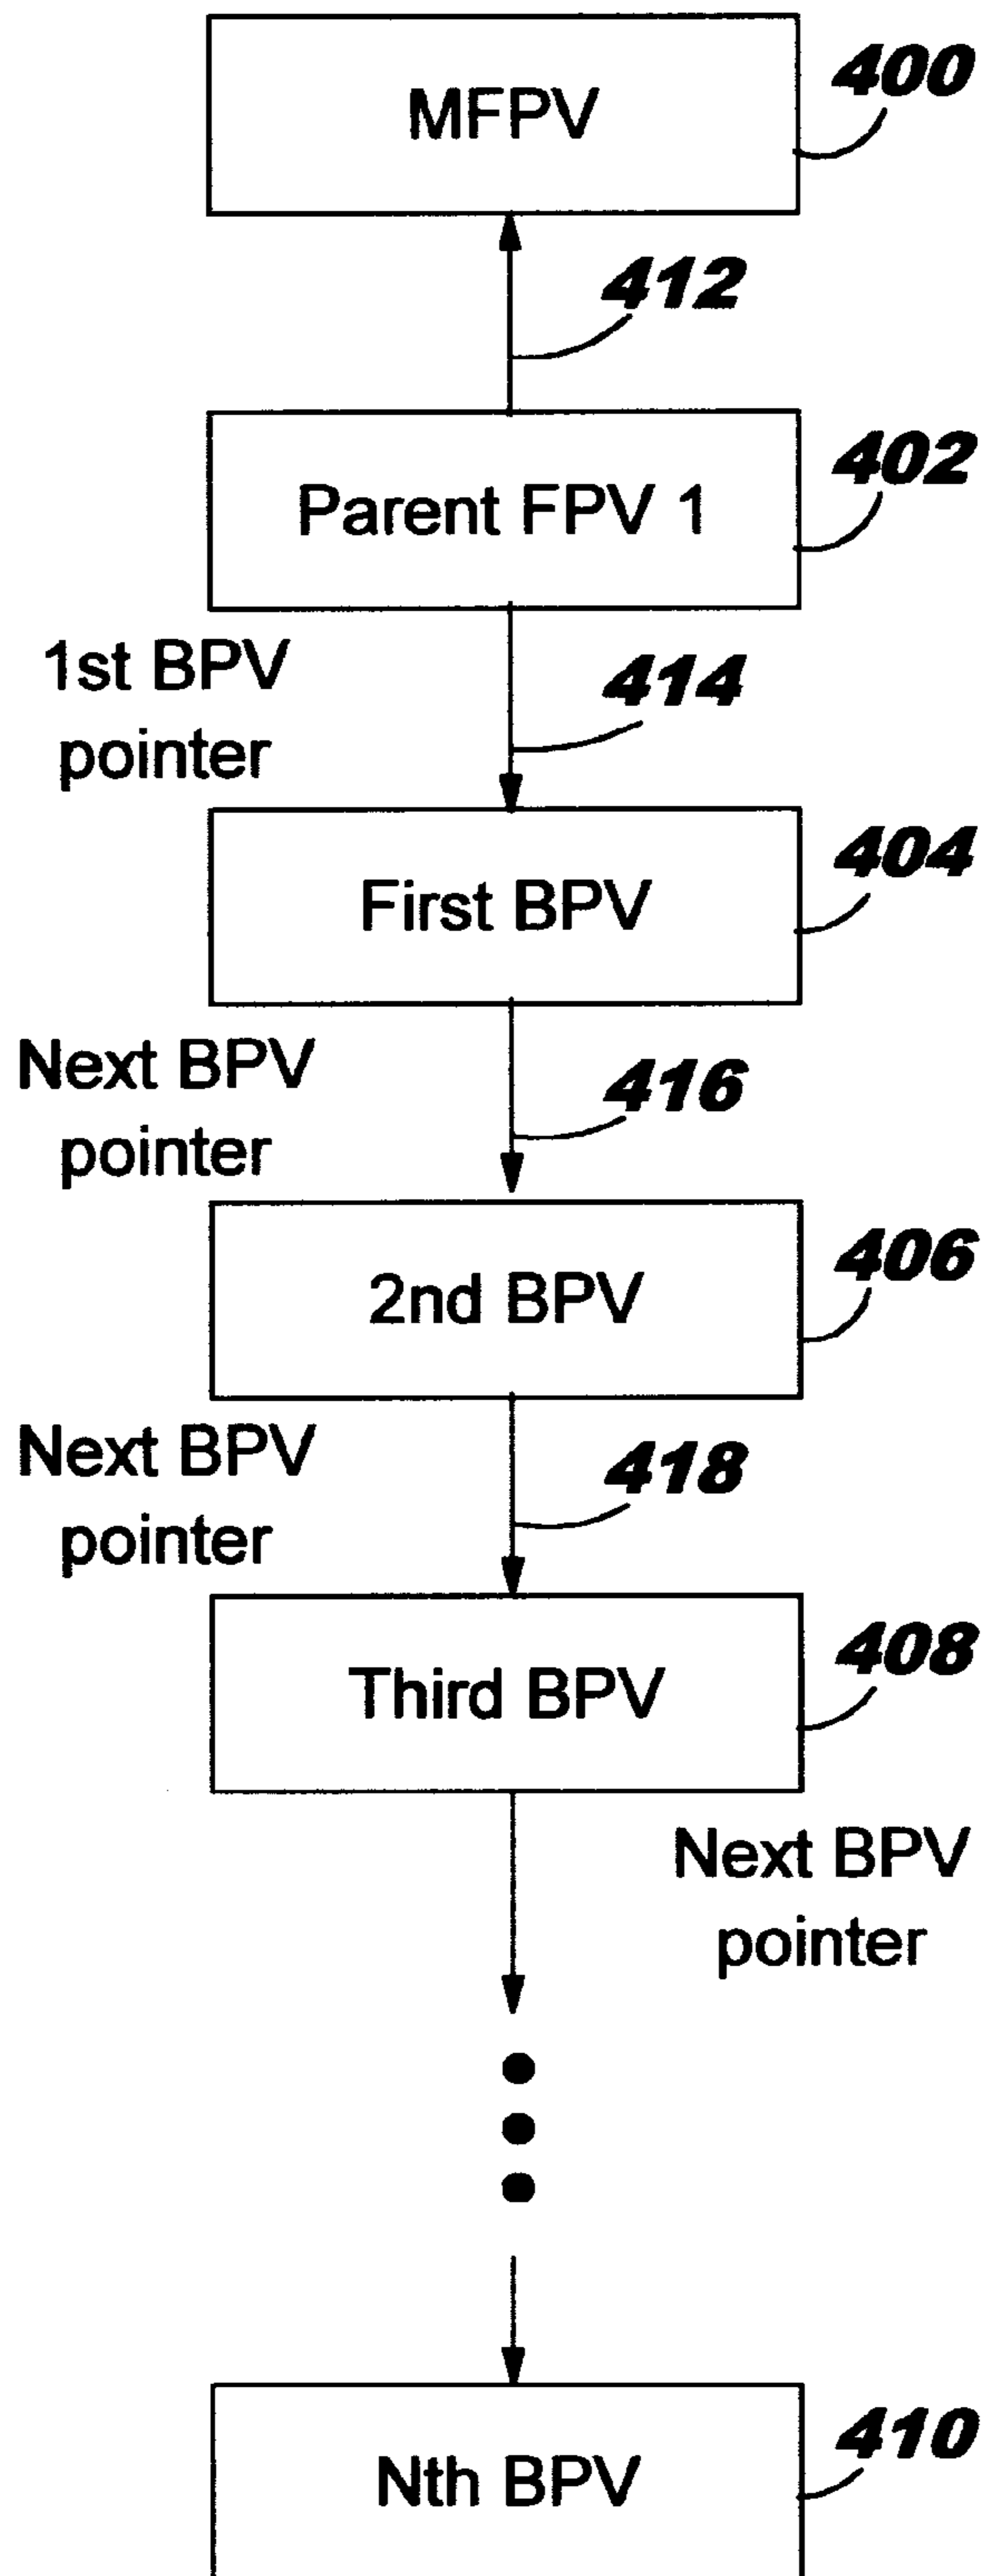 MFPV
400
412
Parent FPV 1
402
1st BPV
pointer
414
First BPV
404
Next BPV
pointer
416
2nd BPV
406
Next BPV
pointer
418
Third BPV
408
Next BPV
pointer
Nth BPV
410